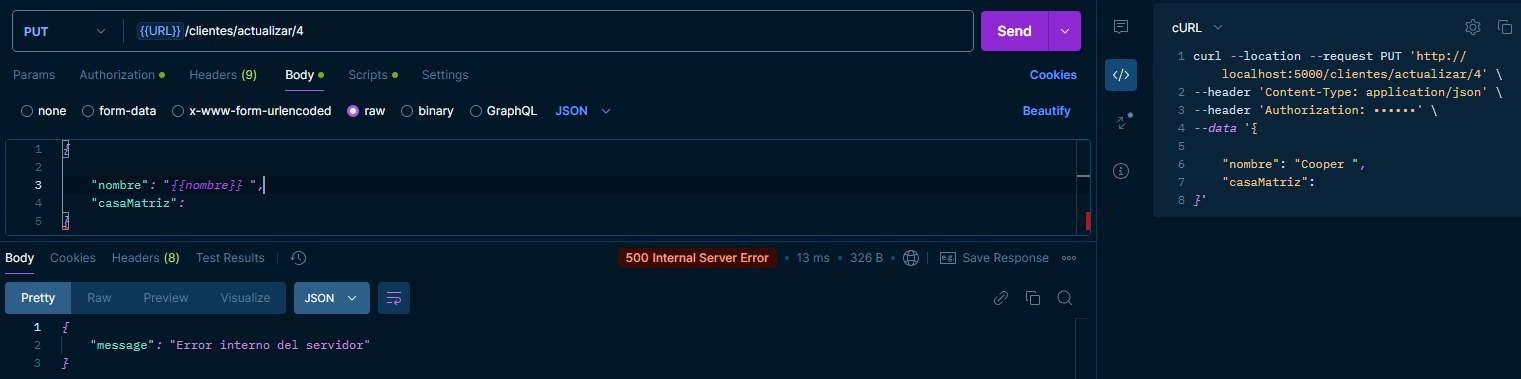 PUT {{URL}}/clientes/actualizar/4 Send
Params Authorization Headers (9) Body Scripts Settings Cookies
none form-data x-www-form-urlencoded raw binary GraphQL JSON Beautify
1 {
2
3 "nombre": "{{nombre}} ",
4 "casaMatriz":
5 }
Body Cookies Headers (8) Test Results 500 Internal Server Error • 13 ms • 326 B • e.g. Save Response
Pretty Raw Preview Visualize JSON
1 {
2 "message": "Error interno del servidor"
3 }
cURL
1 curl --location --request PUT 'http://
localhost:5000/clientes/actualizar/4' \
2 --header 'Content-Type: application/json' \
3 --header 'Authorization: ••••••' \
4 --data '{
5
6 "nombre": "Cooper ",
7 "casaMatriz":
8 }'